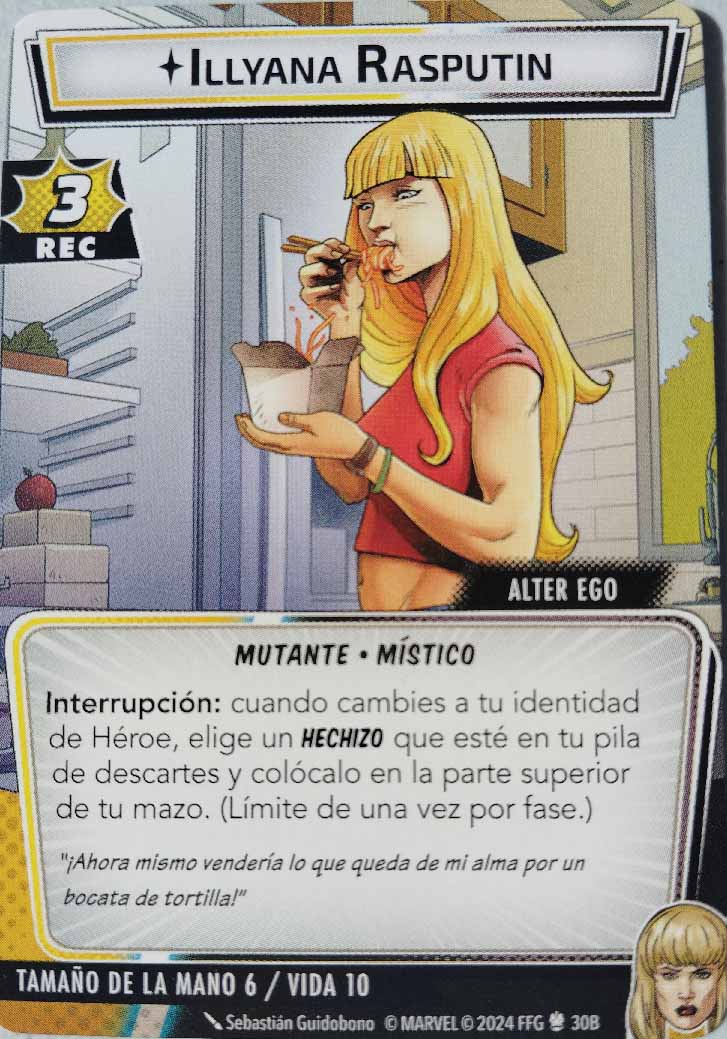 ILLYANA RASPUTIN
3
REC
ALTER EGO
MUTANTE • MÍSTICO
Interrupción: cuando cambies a tu identidad
de Héroe, elige un HECHIZO que esté en tu pila
de descartes y colócalo en la parte superior
de tu mazo. (Límite de una vez por fase.)
"¡Ahora mismo vendería lo que queda de mi alma por un
bocata de tortilla!"
TAMAÑO DE LA MANO 6 / VIDA 10
Sebastián Guidobono © MARVEL © 2024 FFG 30B